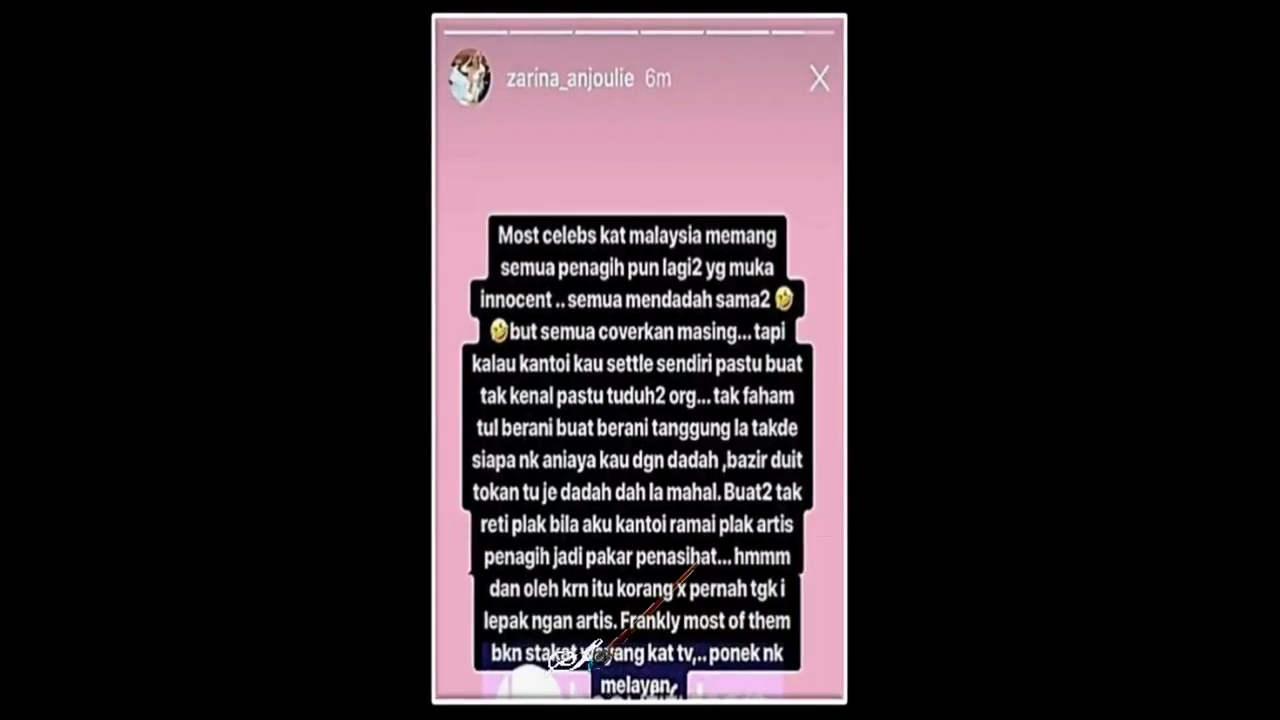 zarina_anjoulie 6m
Most celebs kat malaysia memang
semua penagih pun lagi2 yg muka
innocent .. semua mendadah sama2 🤣
🤣but semua coverkan masing... tapi
kalau kantoi kau settle sendiri pastu buat
tak kenal pastu tuduh2 org... tak faham
tul berani buat berani tanggung la takde
siapa nk aniaya kau dgn dadah ,bazir duit
tokan tu je dadah dah la mahal. Buat2 tak
reti plak bila aku kantoi ramai plak artis
penagih jadi pakar penasihat... hmmm
dan oleh krn itu korang x pernah tgk i
lepak ngan artis. Frankly most of them
bkn stakat wayang kat tv,.. ponek nk
melayan.